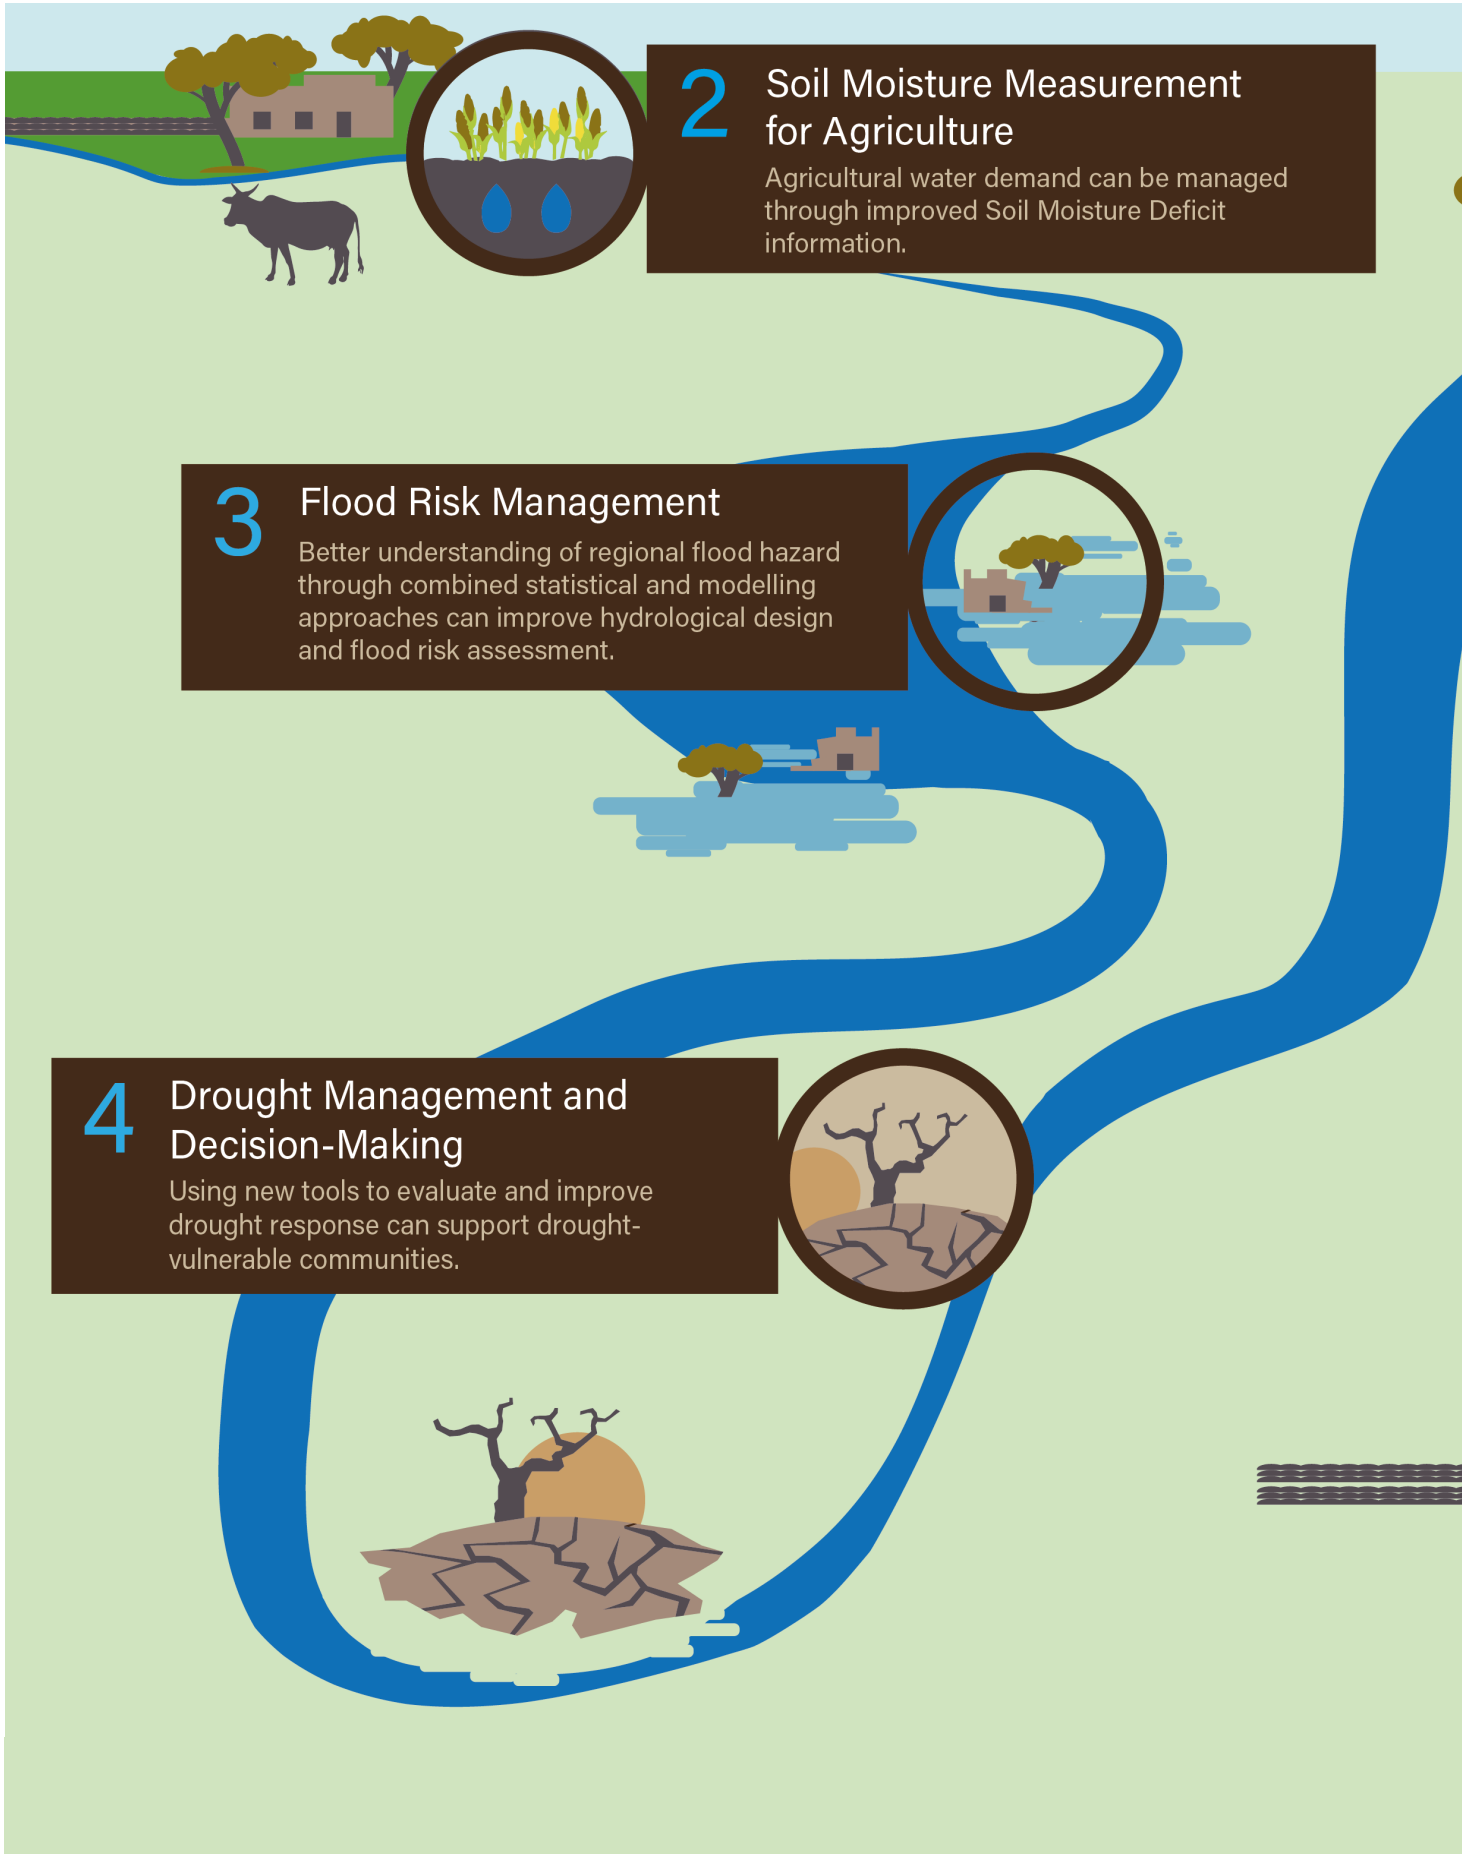 2
Soil Moisture Measurement
for Agriculture
Agricultural water demand can be managed
through improved Soil Moisture Deficit
information.
3
Flood Risk Management
Better understanding of regional flood hazard
through combined statistical and modelling
approaches can improve hydrological design
and flood risk assessment.
4
Drought Management and
Decision-Making
Using new tools to evaluate and improve
drought response can support drought-
vulnerable communities.